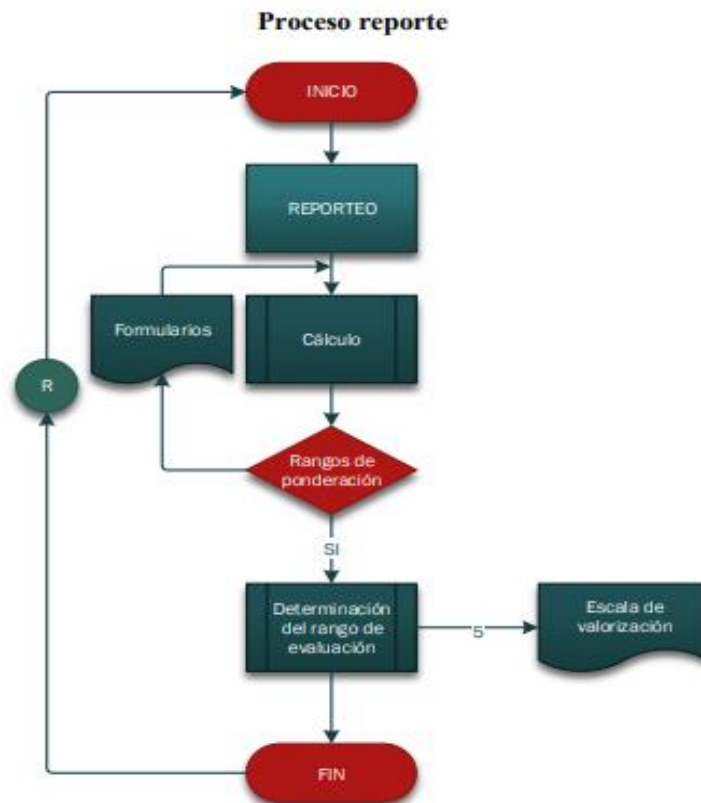 Proceso reporte
INICIO
REPORTEO
Formularios
Cálculo
R
Rangos de
ponderación
SI
Determinación
del rango de
evaluación
5
Escala de
valorización
FIN